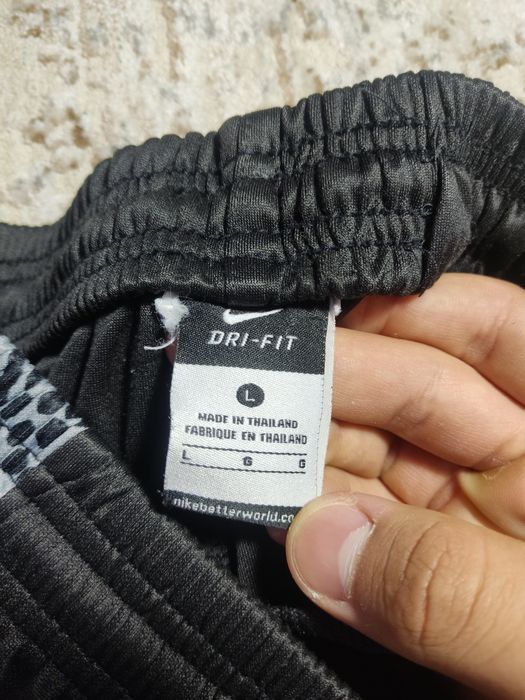 DRI-FIT
L
MADE IN THAILAND
FABRIQUE EN THAILAND
L G G
nikebetterworld.co